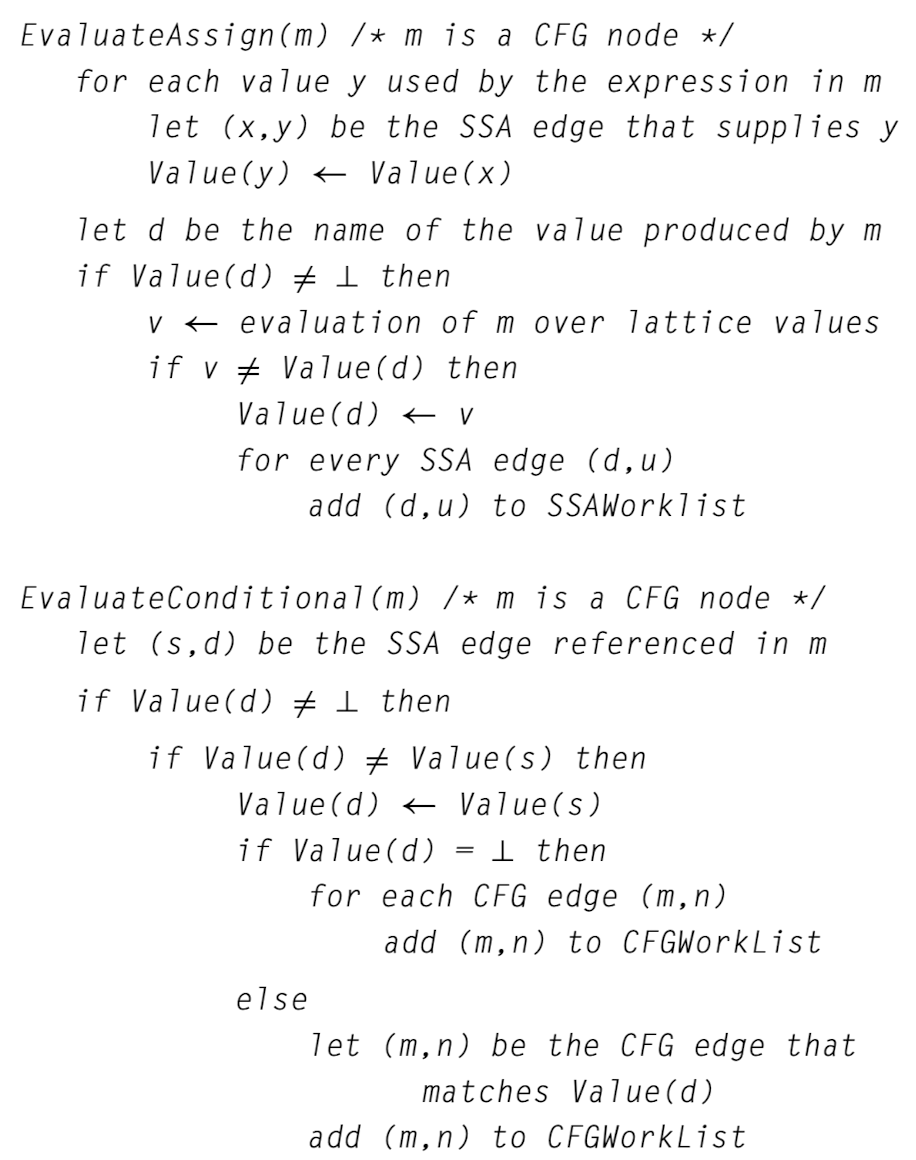 EvaluateAssign(m) /* m is a CFG node */
for each value y used by the expression in m
let (x,y) be the SSA edge that supplies y
Value(y) ← Value(x)
let d be the name of the value produced by m
if Value(d) ≠ ⊥ then
v ← evaluation of m over lattice values
if v ≠ Value(d) then
Value(d) ← v
for every SSA edge (d,u)
add (d,u) to SSAWorklist
EvaluateConditional(m) /* m is a CFG node */
let (s,d) be the SSA edge referenced in m
if Value(d) ≠ ⊥ then
if Value(d) ≠ Value(s) then
Value(d) ← Value(s)
if Value(d) = ⊥ then
for each CFG edge (m,n)
add (m,n) to CFGWorkList
else
let (m,n) be the CFG edge that
matches Value(d)
add (m,n) to CFGWorkList